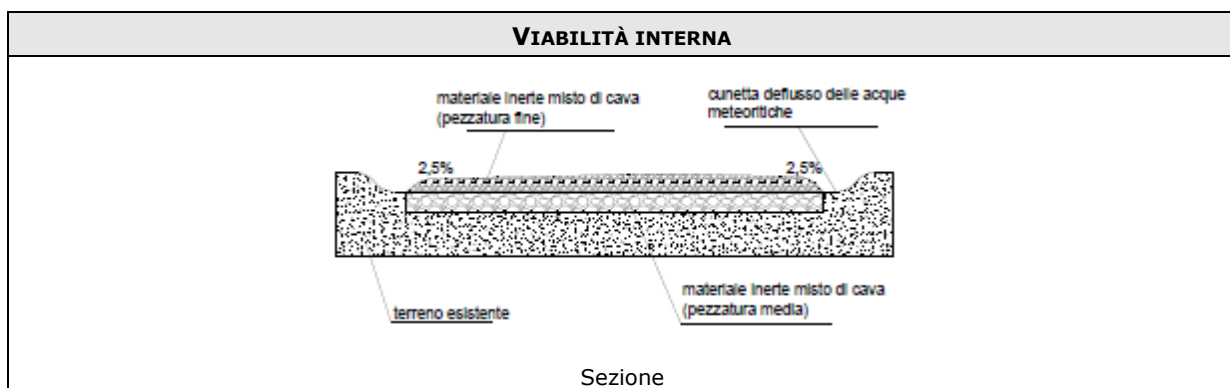 VIABILITÀ INTERNA
materiale inerte misto di cava
(pezzatura fine)
cunetta deflusso delle acque
meteoritiche
2,5%
2,5%
terreno esistente
materiale inerte misto di cava
(pezzatura media)
Sezione